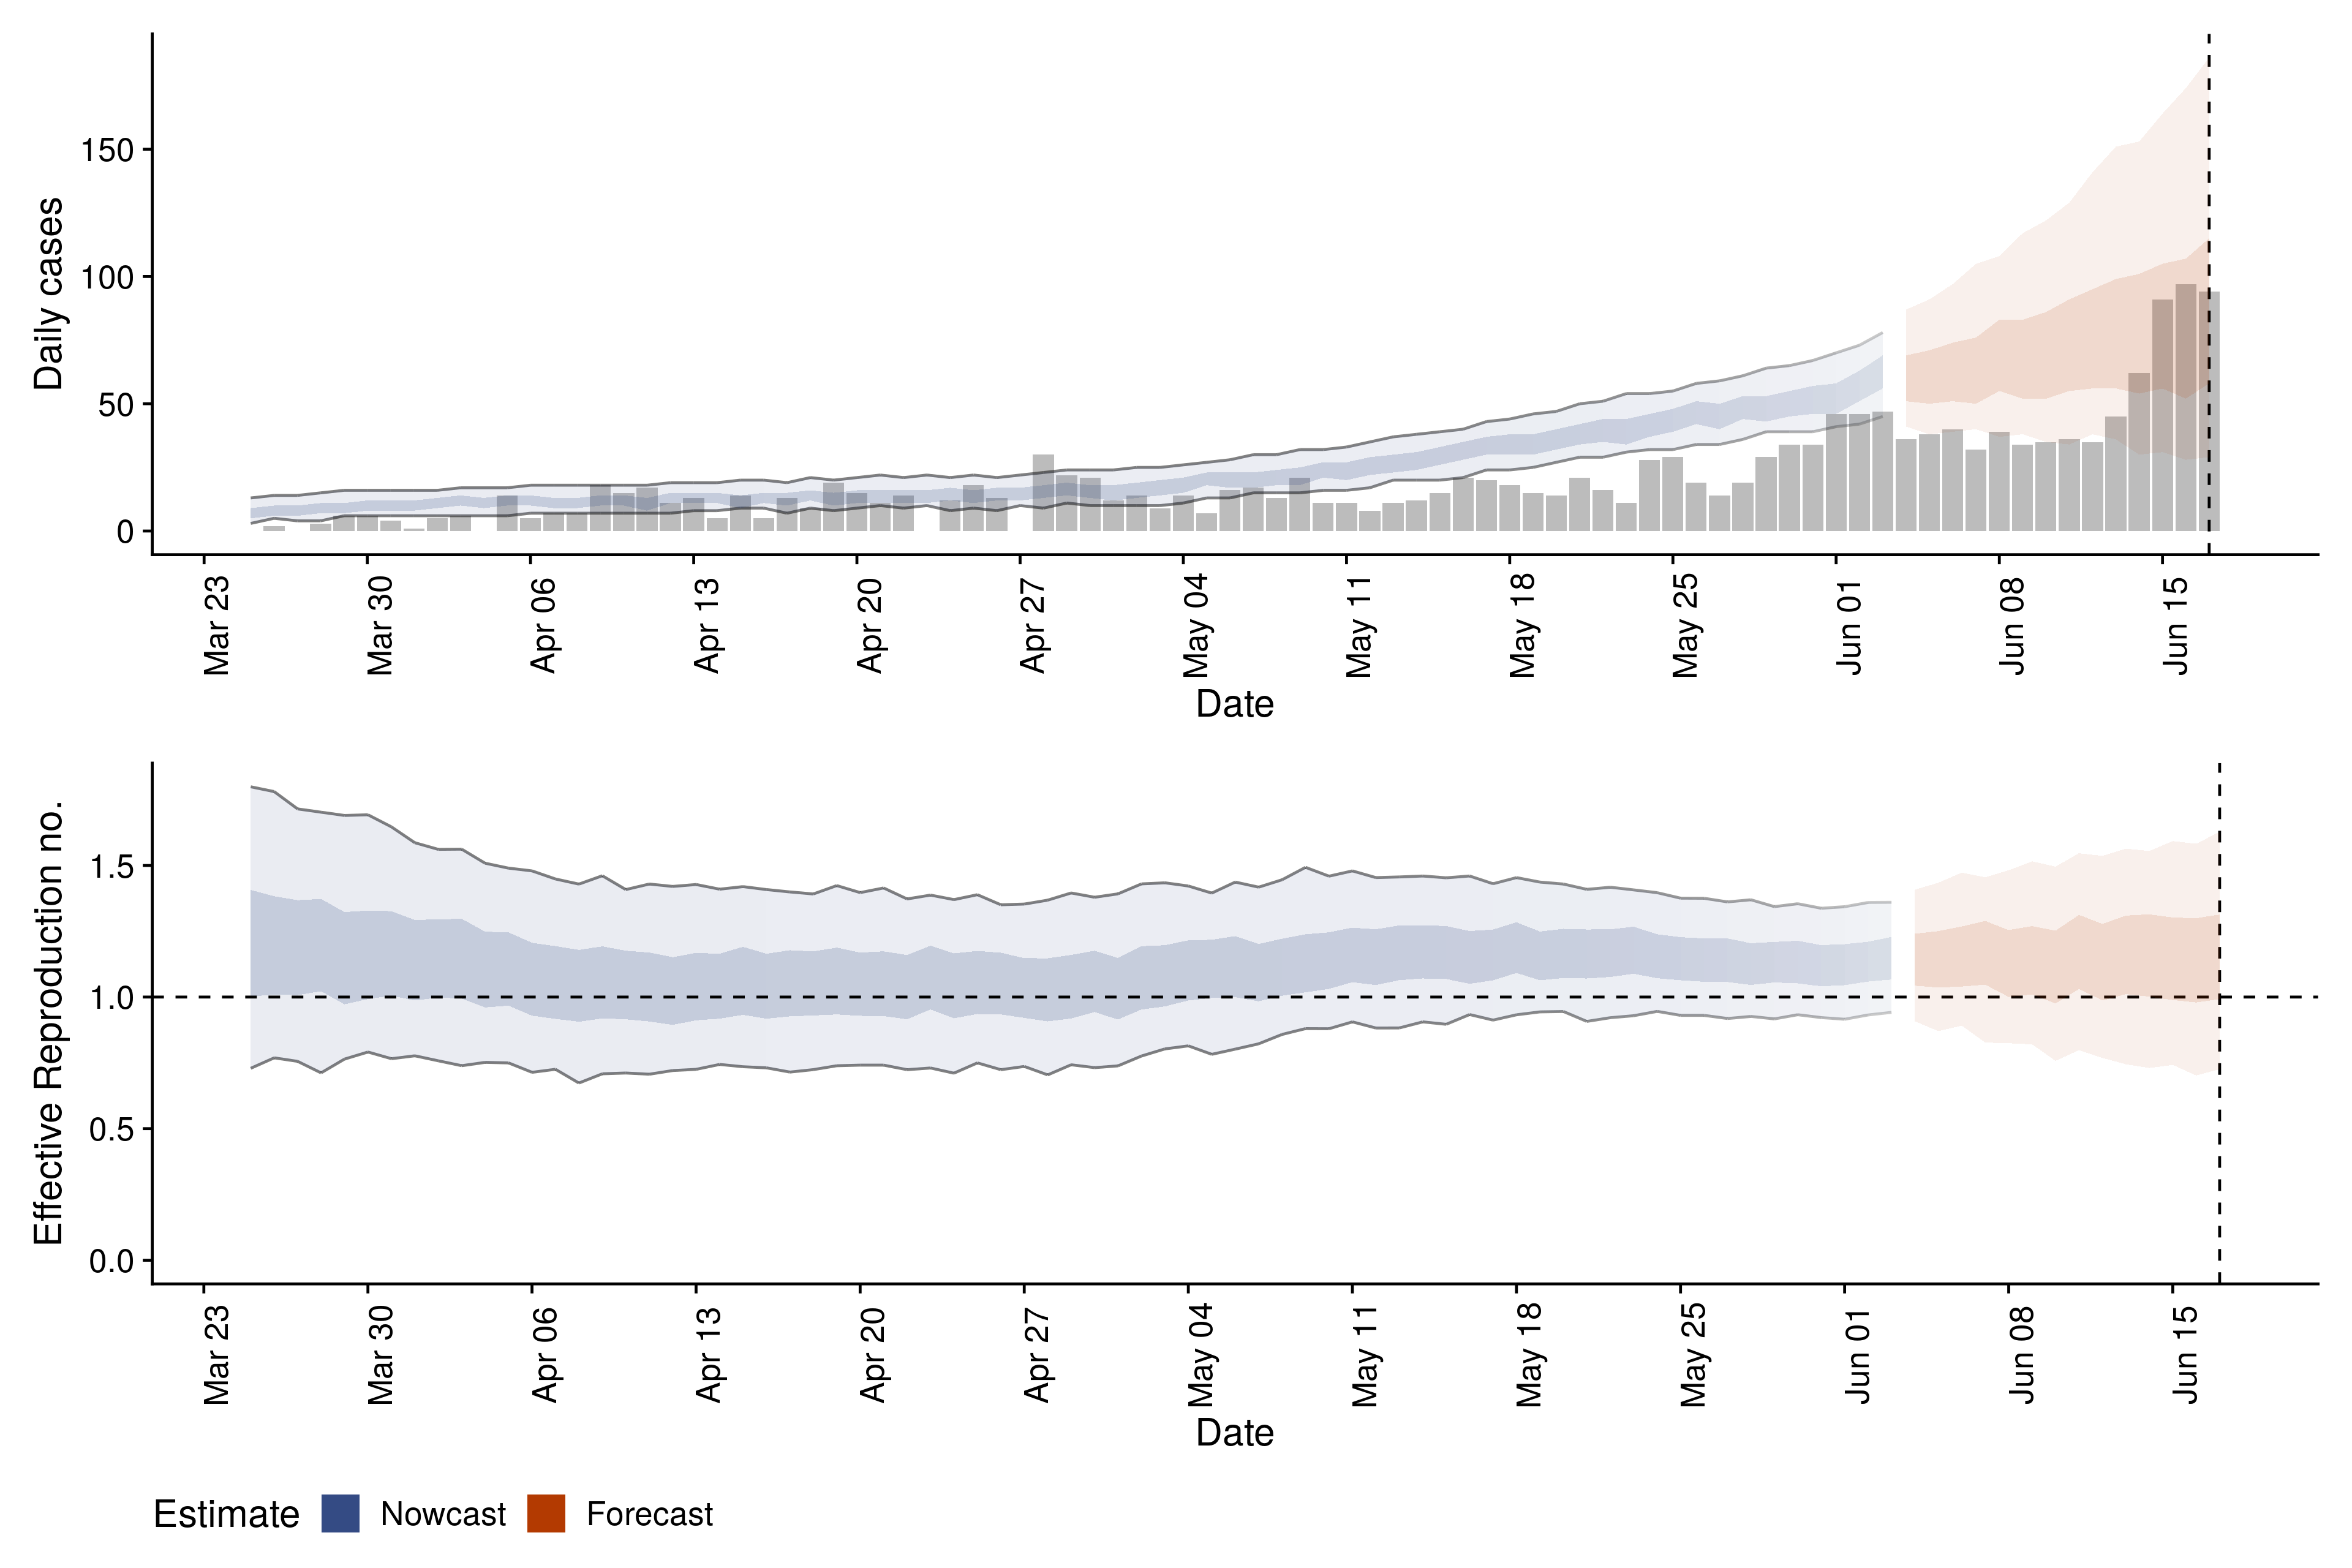 Daily cases
150
100
50
0
Mar 23
Mar 30
Apr 06
Apr 13
Apr 20
Apr 27
May 04
May 11
May 18
May 25
Jun 01
Jun 08
Jun 15
Date
Effective Reproduction no.
1.5
1.0
0.5
0.0
Mar 23
Mar 30
Apr 06
Apr 13
Apr 20
Apr 27
May 04
May 11
May 18
May 25
Jun 01
Jun 08
Jun 15
Date
Estimate Nowcast Forecast